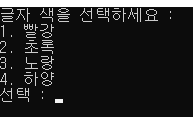 글자 색을 선택하세요 :
1. 빨강
2. 초록
3. 노랑
4. 하양
선택 :